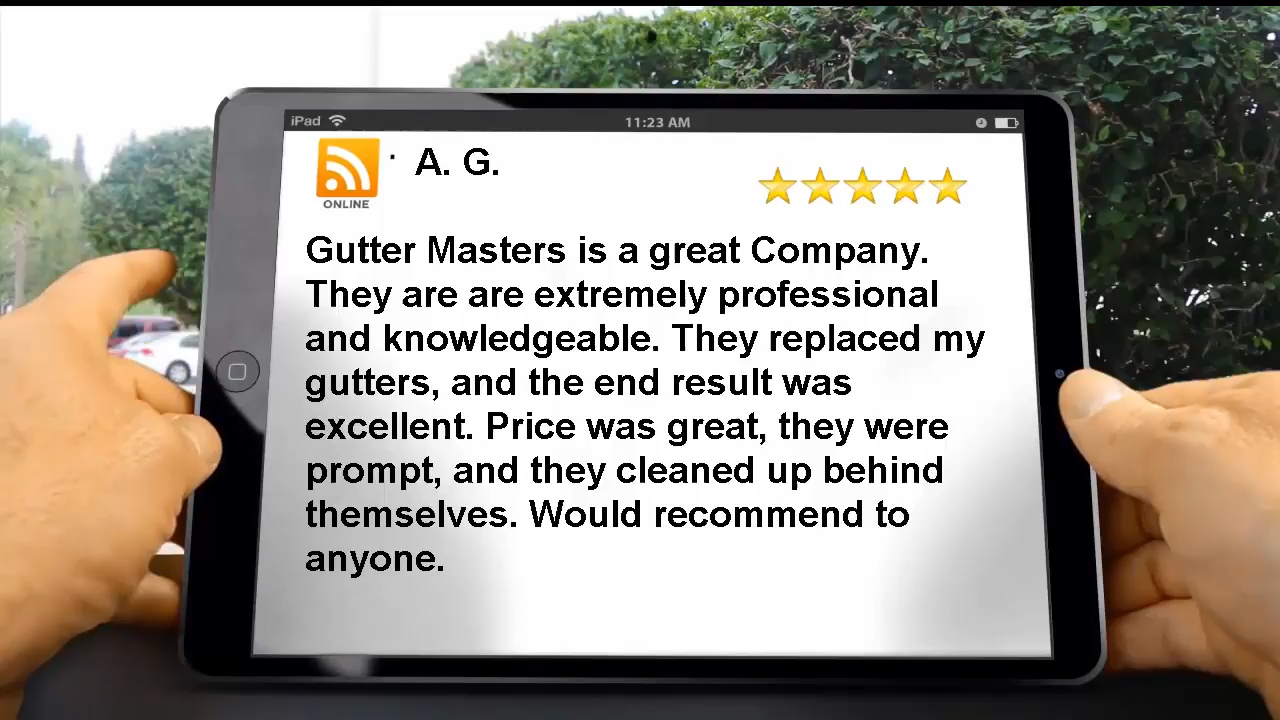 iPad 11:23 AM
A. G.
ONLINE
Gutter Masters is a great Company.
They are are extremely professional
and knowledgeable. They replaced my
gutters, and the end result was
excellent. Price was great, they were
prompt, and they cleaned up behind
themselves. Would recommend to
anyone.